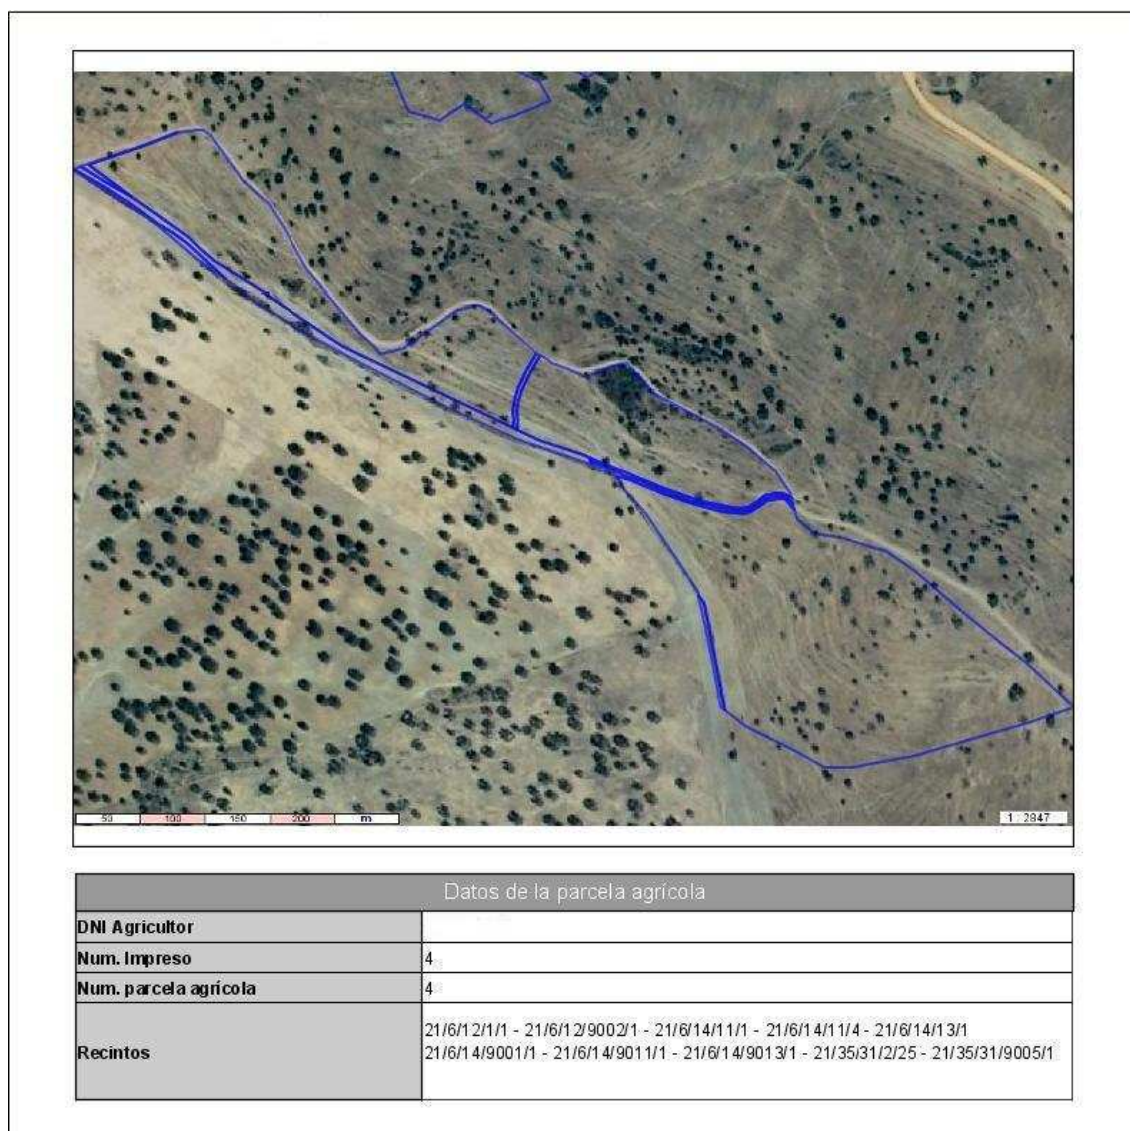 50 100 150 200 m
1 : 2847
Datos de la parcela agrícola
DNI Agricultor
Num. Impreso 4
Num. parcela agrícola 4
Recintos
21/6/12/1/1 - 21/6/12/9002/1 - 21/6/14/11/1 - 21/6/14/11/4 - 21/6/14/13/1
21/6/14/9001/1 - 21/6/14/9011/1 - 21/6/14/9013/1 - 21/35/31/2/25 - 21/35/31/9005/1